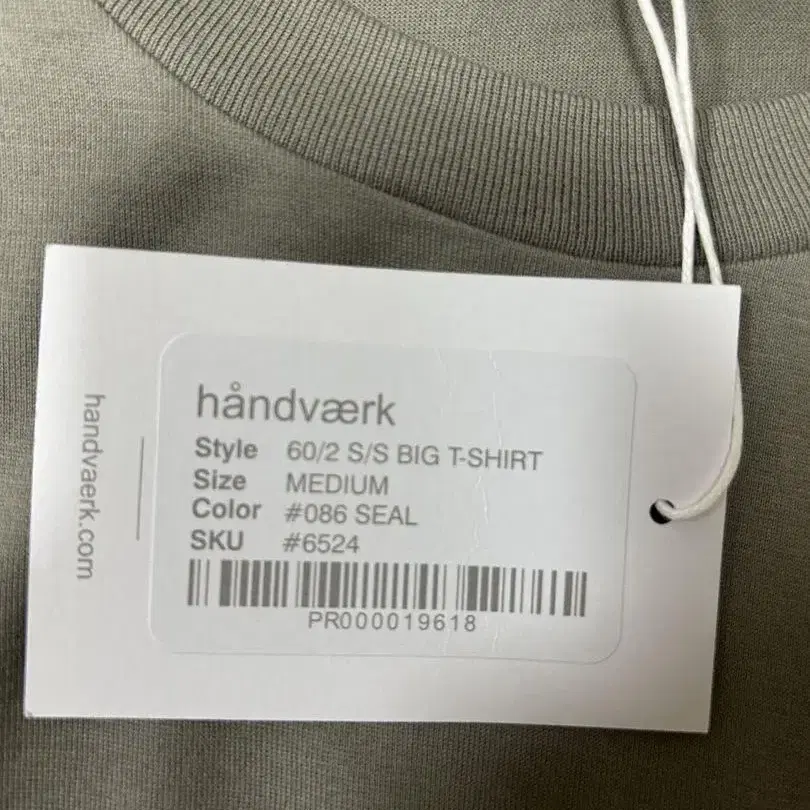 håndværk
Style 60/2 S/S BIG T-SHIRT
Size MEDIUM
Color #086 SEAL
SKU #6524
PR000019618
handvaerk.com